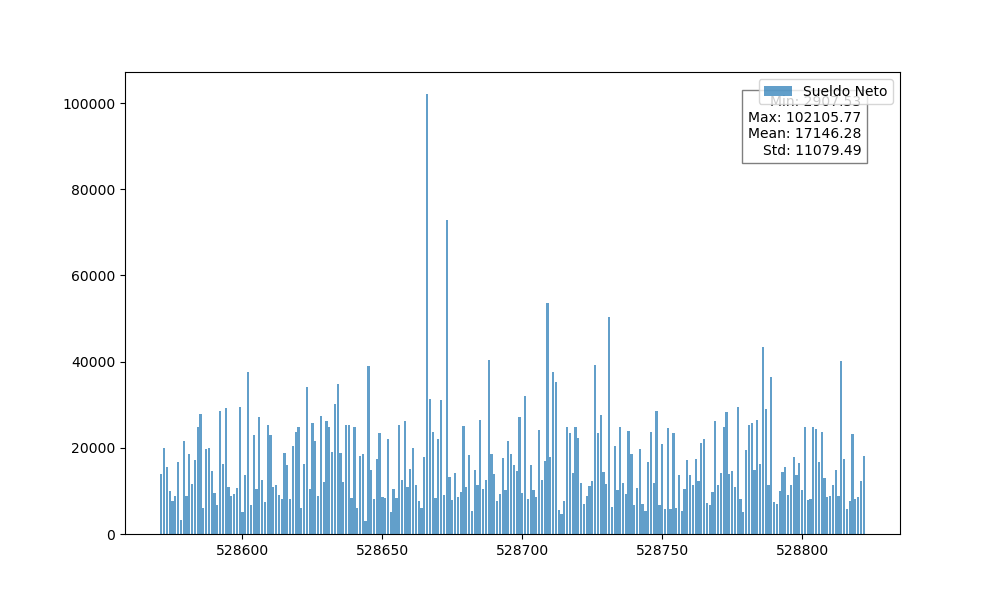 Sueldo Neto
Min: 2907.53
Max: 102105.77
Mean: 17146.28
Std: 11079.49
100000
80000
60000
40000
20000
0
528600
528650
528700
528750
528800